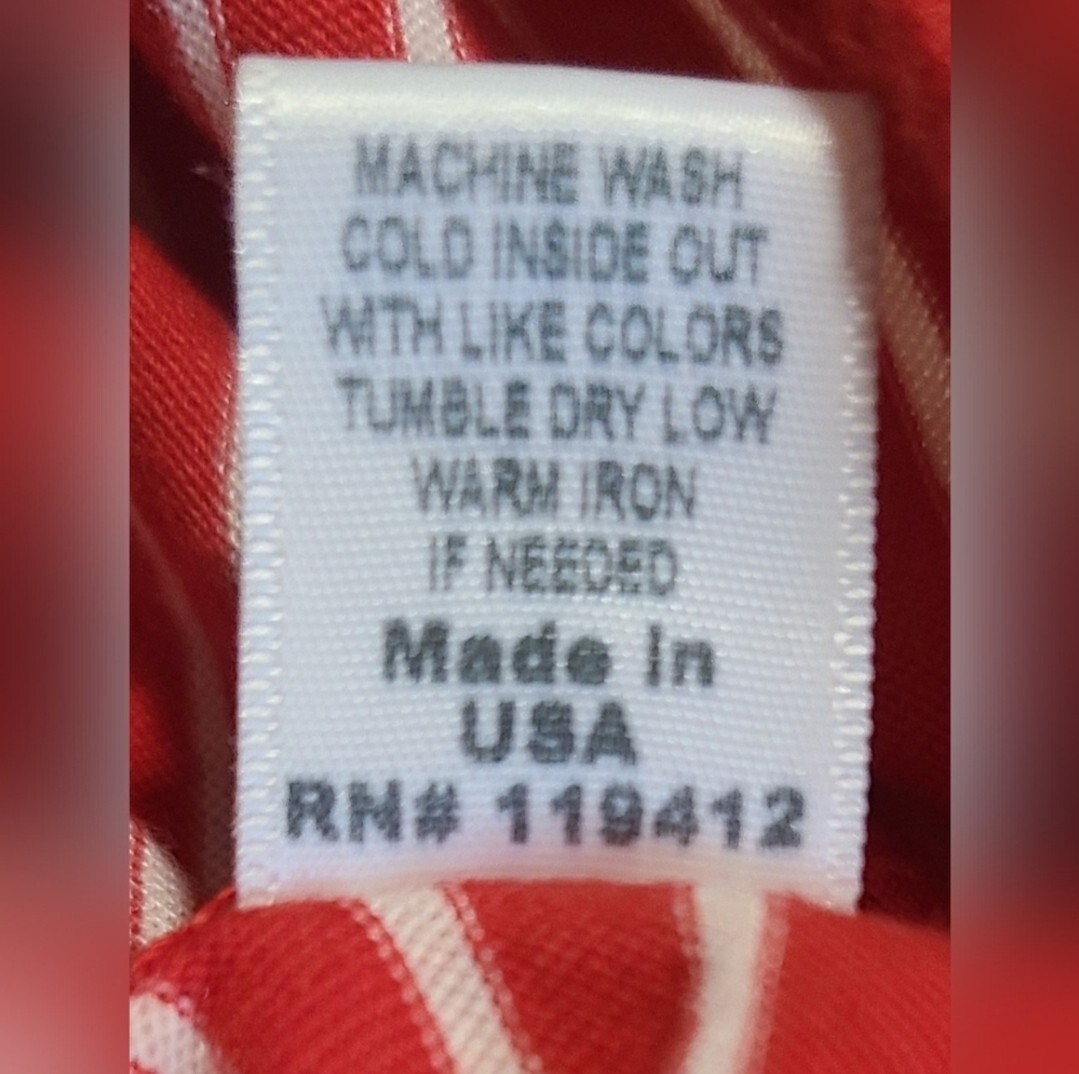 MACHINE WASH
COLD INSIDE OUT
WITH LIKE COLORS
TUMBLE DRY LOW
WARM IRON
IF NEEDED
Made in
USA
RN# 119412